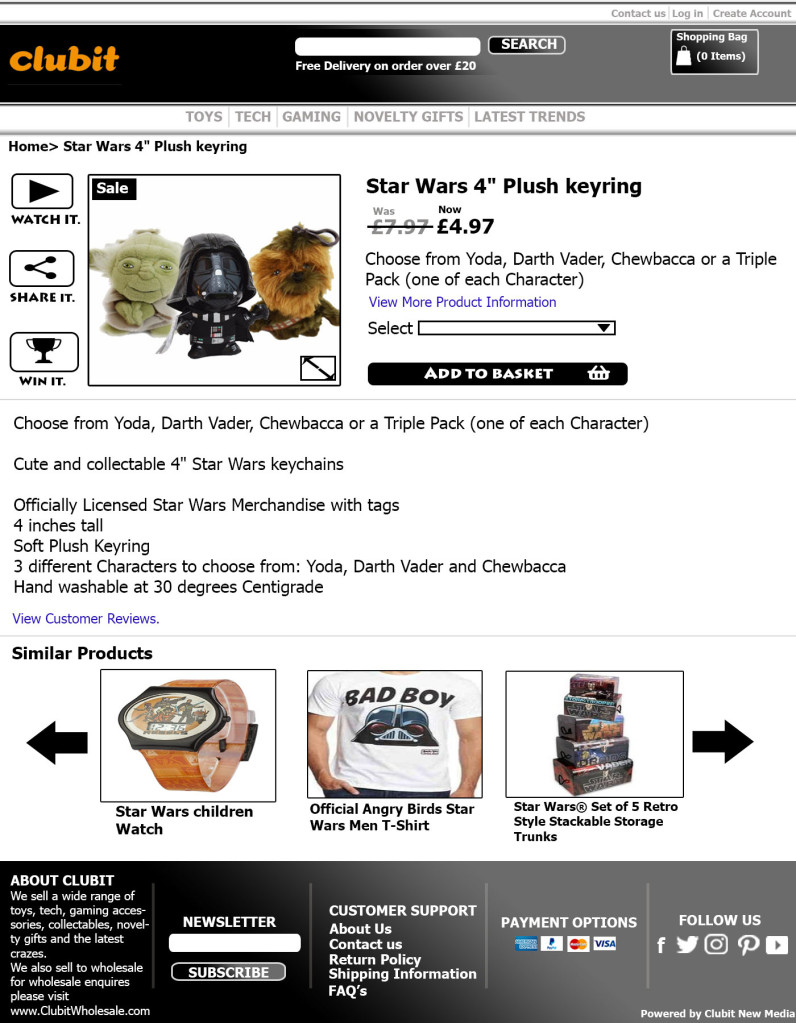 Contact us | Log in | Create Account
clubit
SEARCH
Free Delivery on order over £20
Shopping Bag
(0 Items)
TOYS | TECH | GAMING | NOVELTY GIFTS | LATEST TRENDS
Home> Star Wars 4" Plush keyring
WATCH IT.
SHARE IT.
WIN IT.
Sale
Star Wars 4" Plush keyring
Was
Now
£7.97 £4.97
Choose from Yoda, Darth Vader, Chewbacca or a Triple
Pack (one of each Character)
View More Product Information
Select
ADD TO BASKET
Choose from Yoda, Darth Vader, Chewbacca or a Triple Pack (one of each Character)
Cute and collectable 4" Star Wars keychains
Officially Licensed Star Wars Merchandise with tags
4 inches tall
Soft Plush Keyring
3 different Characters to choose from: Yoda, Darth Vader and Chewbacca
Hand washable at 30 degrees Centigrade
View Customer Reviews.
Similar Products
Star Wars children
Watch
BAD BOY
Official Angry Birds Star
Wars Men T-Shirt
VADER
Star Wars® Set of 5 Retro
Style Stackable Storage
Trunks
ABOUT CLUBIT
We sell a wide range of
toys, tech, gaming acces-
sories, collectables, novel-
ty gifts and the latest
crazes.
We also sell to wholesale
for wholesale enquires
please visit
www.ClubitWholesale.com
NEWSLETTER
SUBSCRIBE
CUSTOMER SUPPORT
About Us
Contact us
Return Policy
Shipping Information
FAQ's
PAYMENT OPTIONS
PayPal
VISA
FOLLOW US
Powered by Clubit New Media